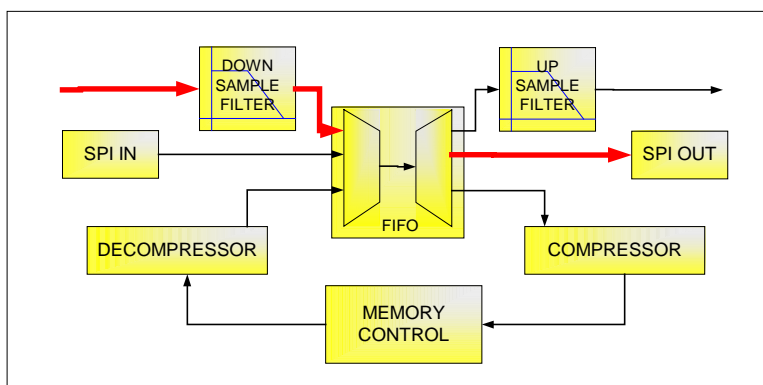 DOWN
SAMPLE
FILTER
UP
SAMPLE
FILTER
SPI IN
SPI OUT
FIFO
DECOMPRESSOR
COMPRESSOR
MEMORY
CONTROL